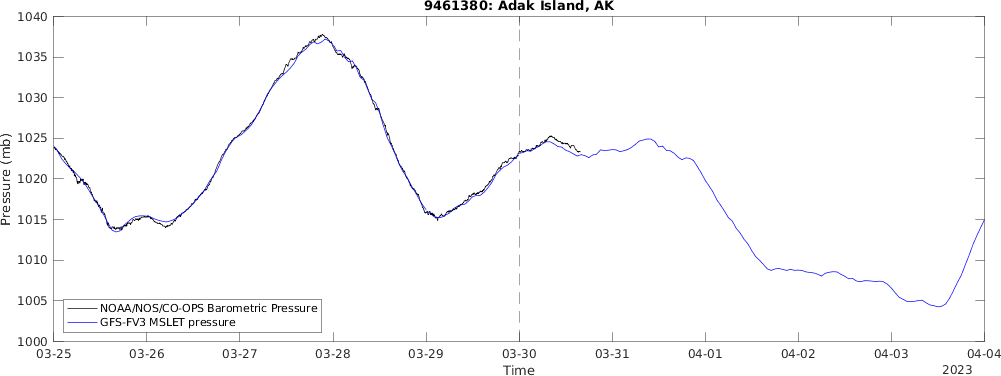 9461380: Adak Island, AK
Pressure (mb)
1040
1035
1030
1025
1020
1015
1010
1005
1000
NOAA/NOS/CO-OPS Barometric Pressure
GFS-FV3 MSLET pressure
03-25 03-26 03-27 03-28 03-29 03-30 03-31 04-01 04-02 04-03 04-04
Time
2023